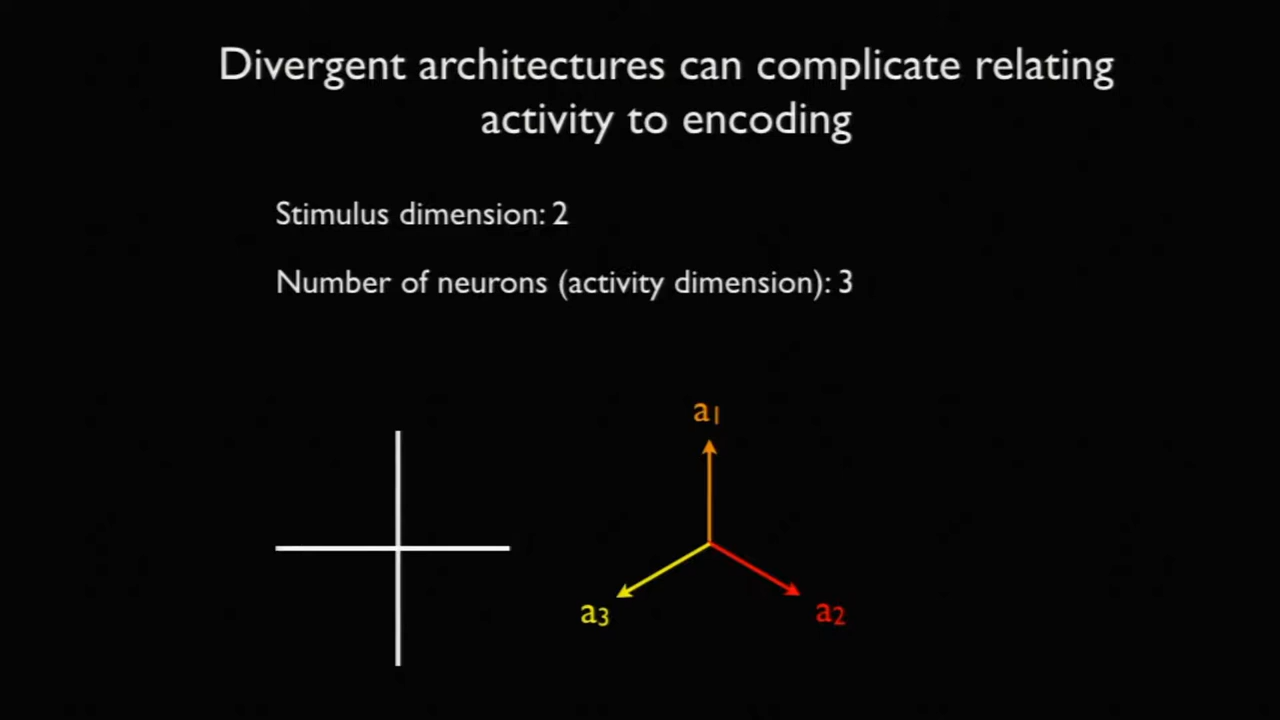 Divergent architectures can complicate relating
activity to encoding
Stimulus dimension: 2
Number of neurons (activity dimension): 3
a1
a3
a2